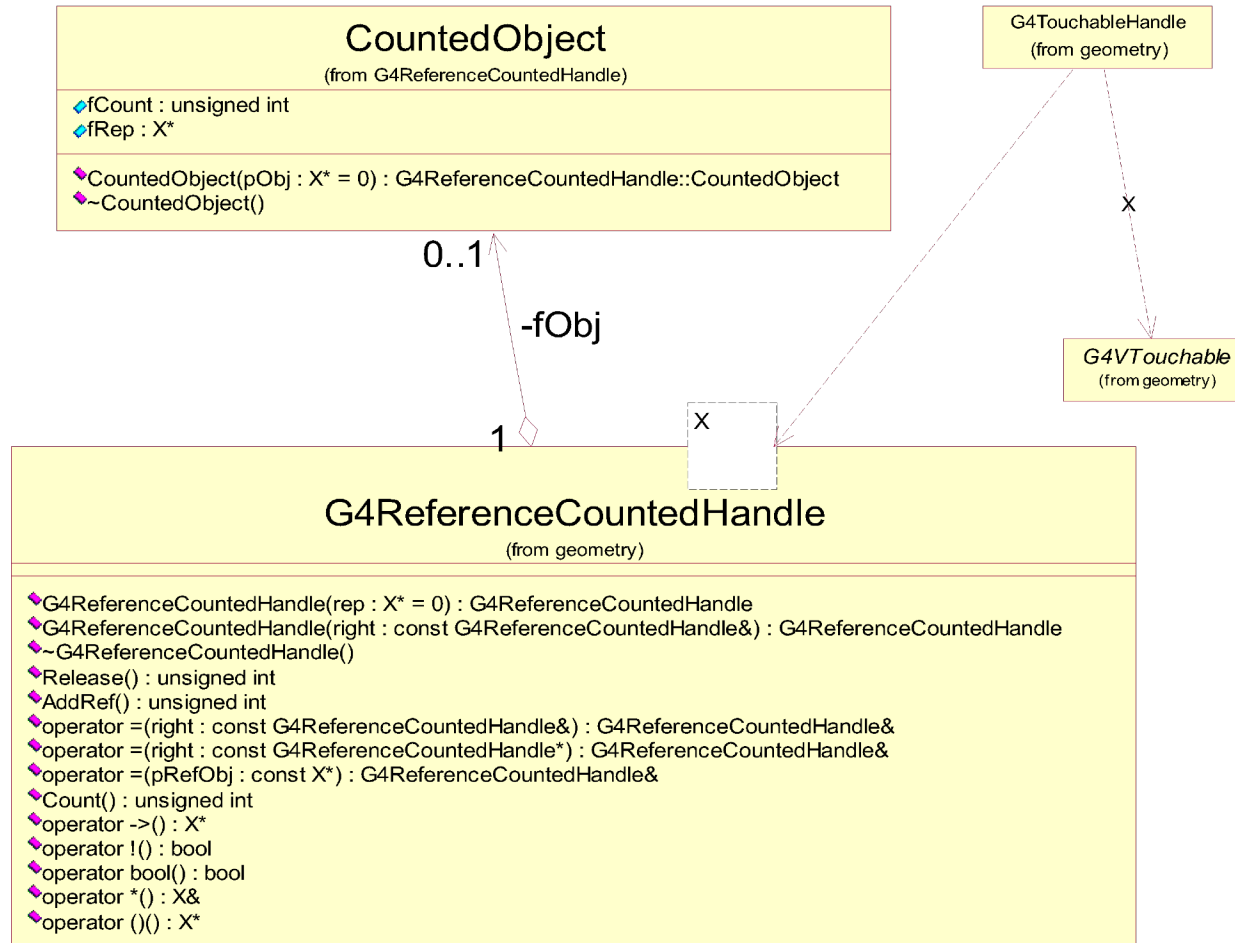 CountedObject
(from G4ReferenceCountedHandle)
fCount : unsigned int
fRep : X*
CountedObject(pObj : X* = 0) : G4ReferenceCountedHandle::CountedObject
~CountedObject()
G4TouchableHandle
(from geometry)
X
0..1
-fObj
G4VTouchable
(from geometry)
1
X
G4ReferenceCountedHandle
(from geometry)
G4ReferenceCountedHandle(rep : X* = 0) : G4ReferenceCountedHandle
G4ReferenceCountedHandle(right : const G4ReferenceCountedHandle&) : G4ReferenceCountedHandle
~G4ReferenceCountedHandle()
Release() : unsigned int
AddRef() : unsigned int
operator =(right : const G4ReferenceCountedHandle&) : G4ReferenceCountedHandle&
operator =(right : const G4ReferenceCountedHandle*) : G4ReferenceCountedHandle&
operator =(pRefObj : const X*) : G4ReferenceCountedHandle&
Count() : unsigned int
operator ->() : X*
operator !() : bool
operator bool() : bool
operator *() : X&
operator ()() : X*